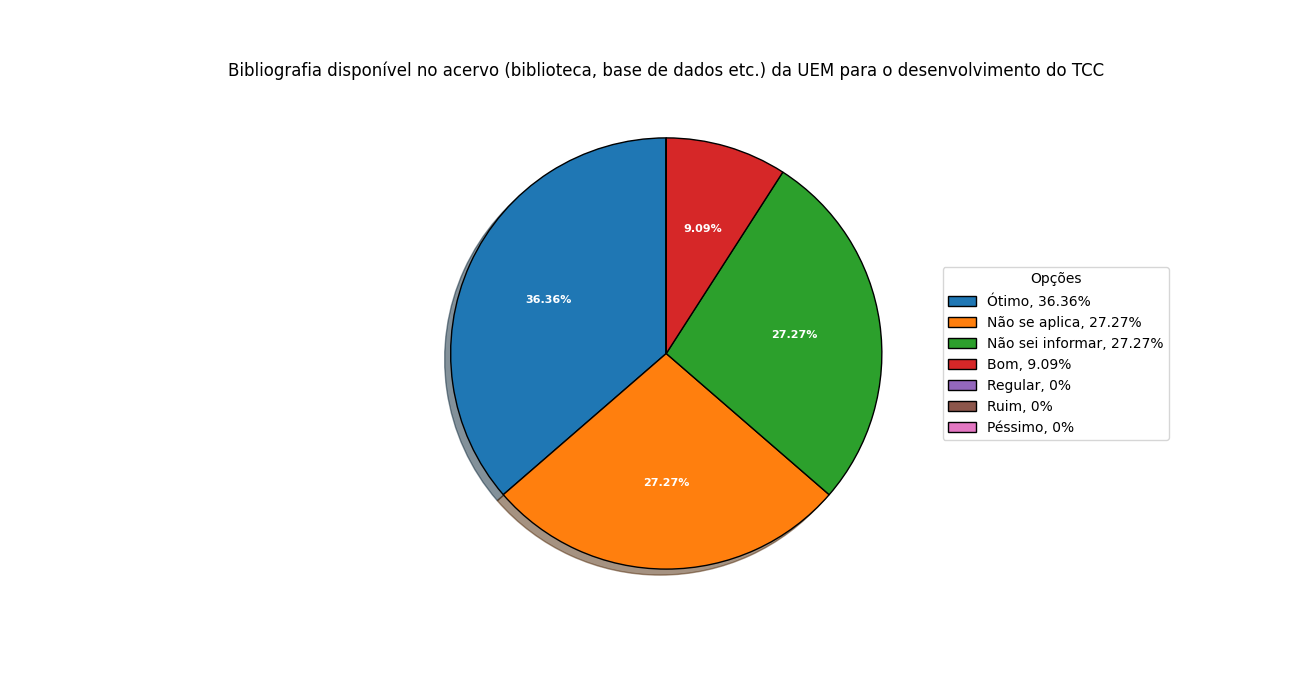 Bibliografia disponível no acervo (biblioteca, base de dados etc.) da UEM para o desenvolvimento do TCC
9.09%
36.36%
27.27%
27.27%
Opções
Ótimo, 36.36%
Não se aplica, 27.27%
Não sei informar, 27.27%
Bom, 9.09%
Regular, 0%
Ruim, 0%
Péssimo, 0%